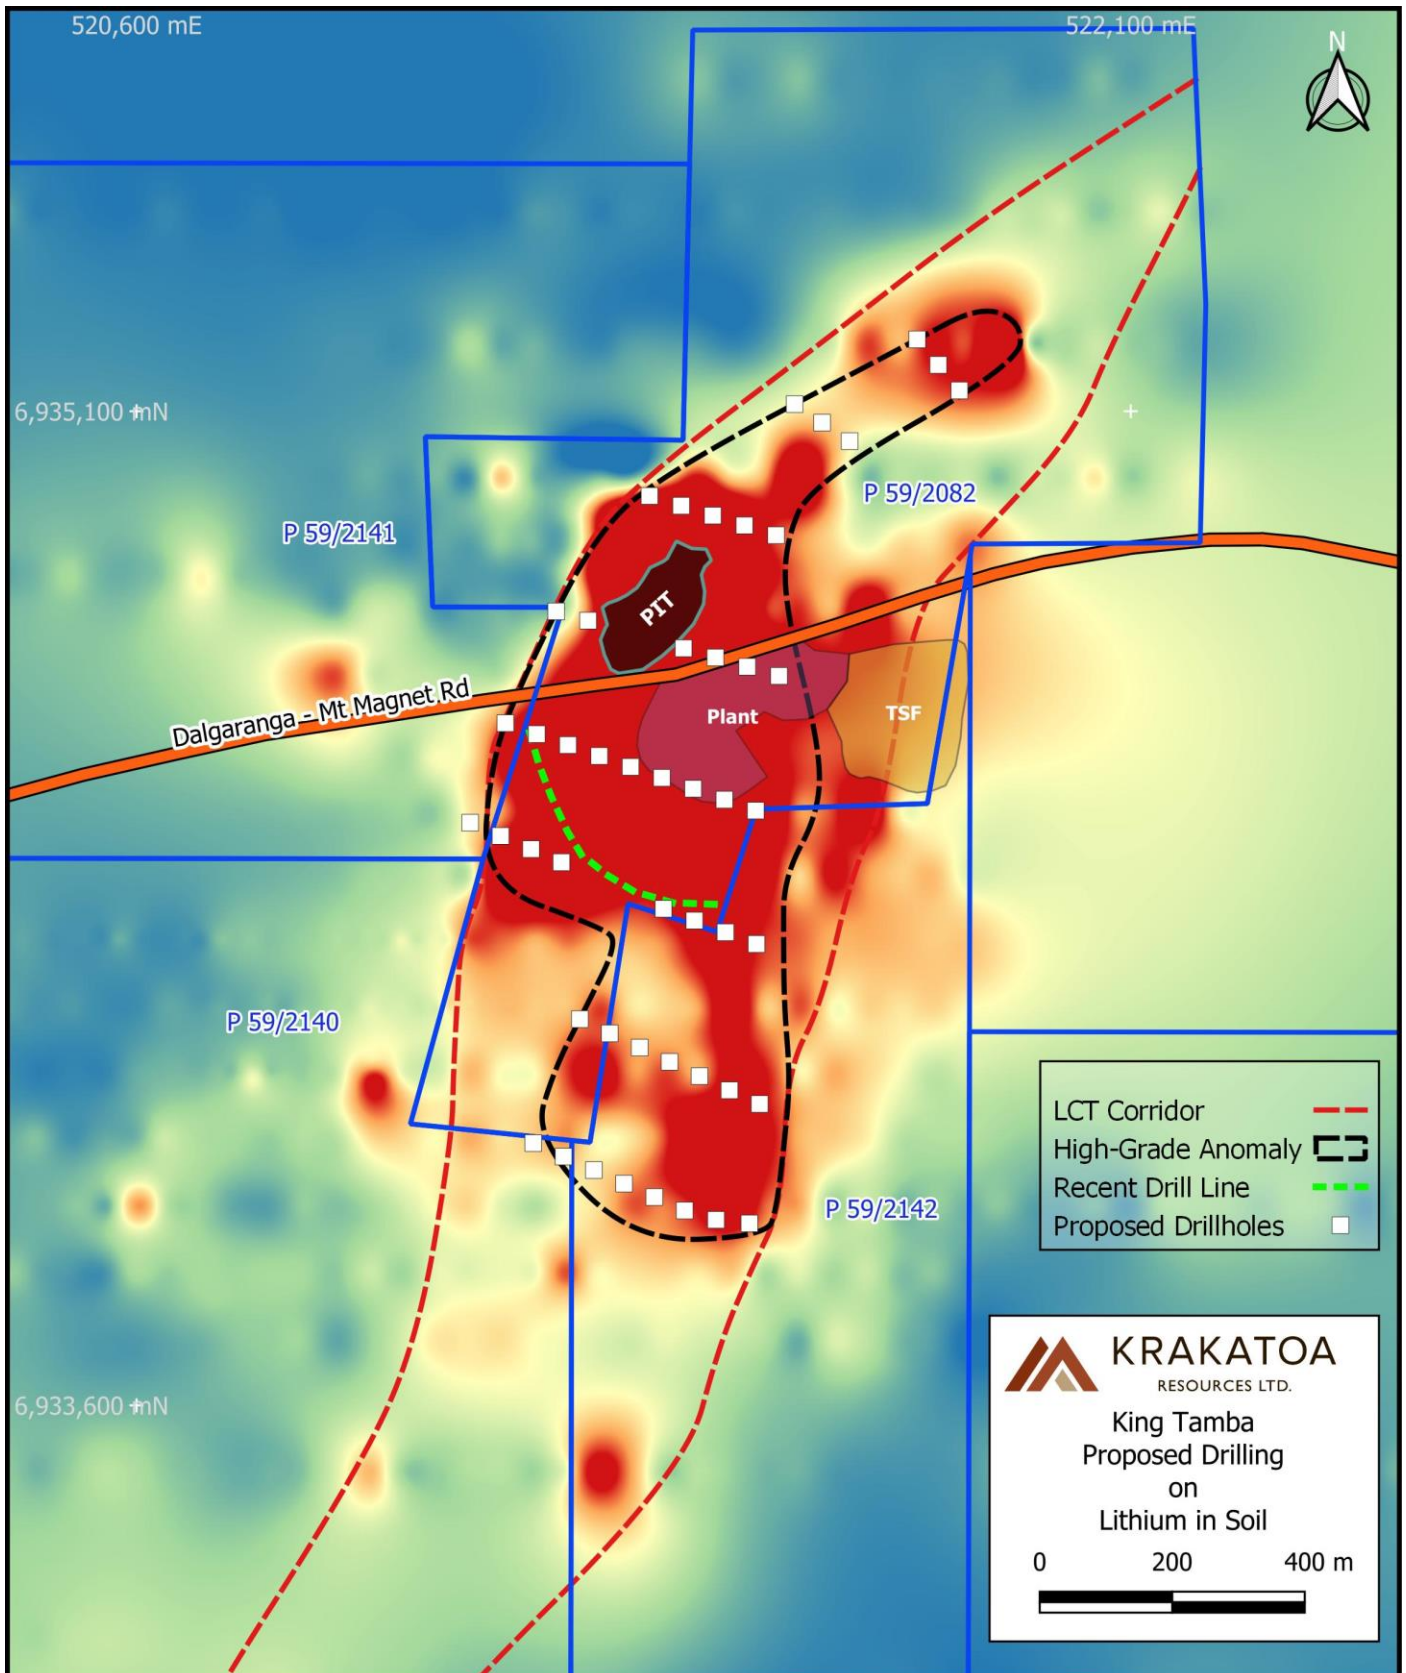 520,600 mE
522,100 mE
N
6,935,100 mN
P 59/2082
P 59/2141
PIT
Dalgaranga - Mt Magnet Rd
Plant
TSF
P 59/2140
LCT Corridor
High-Grade Anomaly
Recent Drill Line
Proposed Drillholes
P 59/2142
KRAKATOA
RESOURCES LTD.
6,933,600 mN
King Tamba
Proposed Drilling
on
Lithium in Soil
0 200 400 m